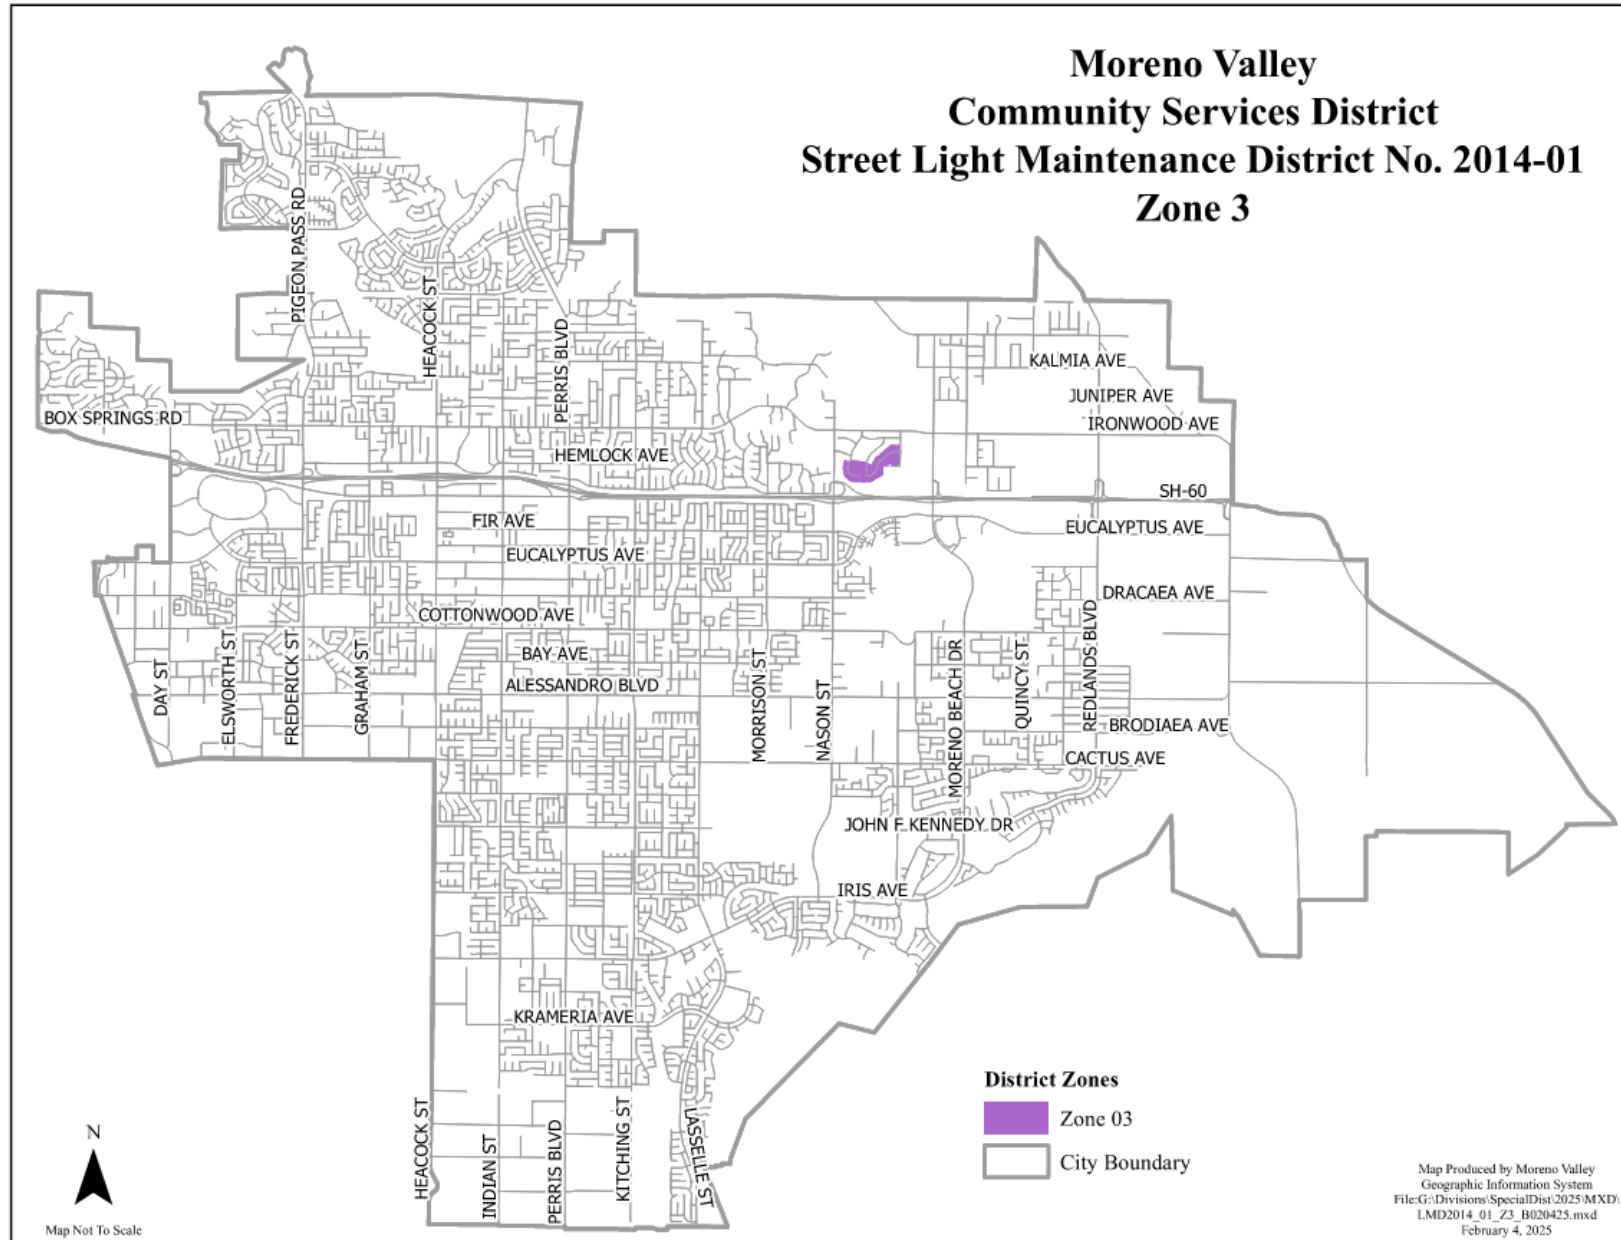 Moreno Valley
Community Services District
Street Light Maintenance District No. 2014-01
Zone 3
PIGEON PASS RD
HEACOCK ST
PERRIS BLVD
KALMIA AVE
JUNIPER AVE
BOX SPRINGS RD
IRONWOOD AVE
HEMLOCK AVE
SH-60
FIR AVE
EUCALYPTUS AVE
EUCALYPTUS AVE
DRACAEA AVE
COTTONWOOD AVE
BAY AVE
ALESSANDRO BLVD
DAY ST
ELSWORTH ST
FREDERICK ST
GRAHAM ST
MORRISON ST
NASON ST
MORENO BEACH DR
QUINCY ST
REDLANDS BLVD
BRODIAEA AVE
CACTUS AVE
JOHN F KENNEDY DR
IRIS AVE
KRAMERIA AVE
HEACOCK ST
INDIAN ST
PERRIS BLVD
KITCHING ST
LASSELLE ST
District Zones
Zone 03
City Boundary
N
Map Not To Scale
Map Produced by Moreno Valley
Geographic Information System
File:G:\Divisions\SpecialDist\2025\MXD\
LMD2014_01_Z3_B020425.mxd
February 4, 2025